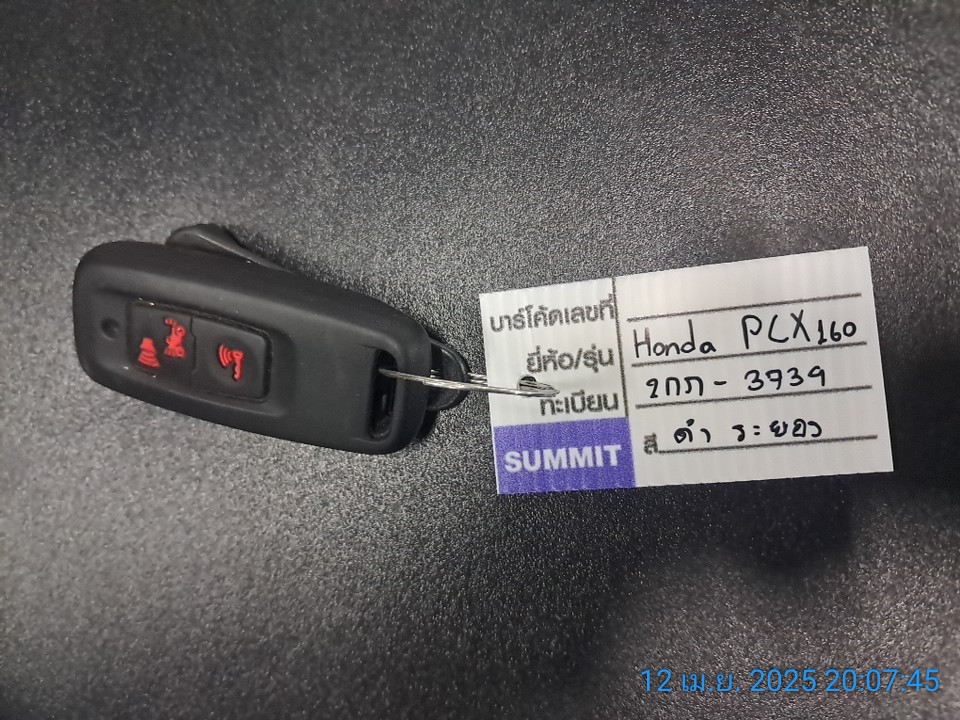 บาร์โค้ดเลขที่
ยี่ห้อ/รุ่น Honda PCX160
ทะเบียน 2กก - 3739
สี ดำ ระยอง
SUMMIT
12 เม.ย. 2025 20:07:45